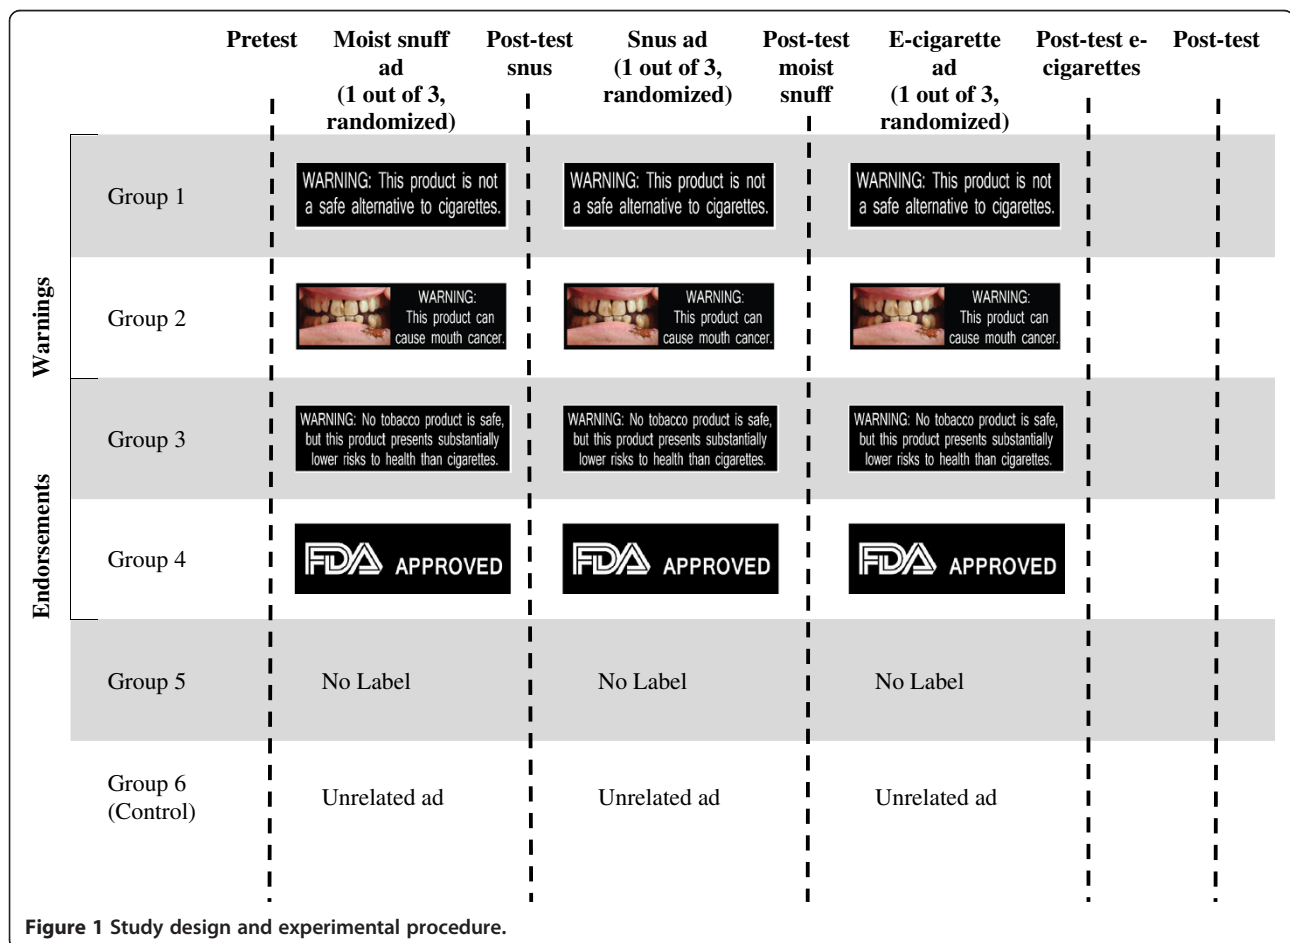 Pretest
Moist snuff
ad
(1 out of 3,
randomized)
Post-test
snus
Snus ad
(1 out of 3,
randomized)
Post-test
moist
snuff
E-cigarette
ad
(1 out of 3,
randomized)
Post-test e-
cigarettes
Post-test
Warnings
Group 1
WARNING: This product is not
a safe alternative to cigarettes.
WARNING: This product is not
a safe alternative to cigarettes.
WARNING: This product is not
a safe alternative to cigarettes.
Group 2
WARNING:
This product can
cause mouth cancer.
WARNING:
This product can
cause mouth cancer.
WARNING:
This product can
cause mouth cancer.
Endorsements
Group 3
WARNING: No tobacco product is safe,
but this product presents substantially
lower risks to health than cigarettes.
WARNING: No tobacco product is safe,
but this product presents substantially
lower risks to health than cigarettes.
WARNING: No tobacco product is safe,
but this product presents substantially
lower risks to health than cigarettes.
Group 4
FDA APPROVED
FDA APPROVED
FDA APPROVED
Group 5
No Label
No Label
No Label
Group 6
(Control)
Unrelated ad
Unrelated ad
Unrelated ad
Figure 1 Study design and experimental procedure.